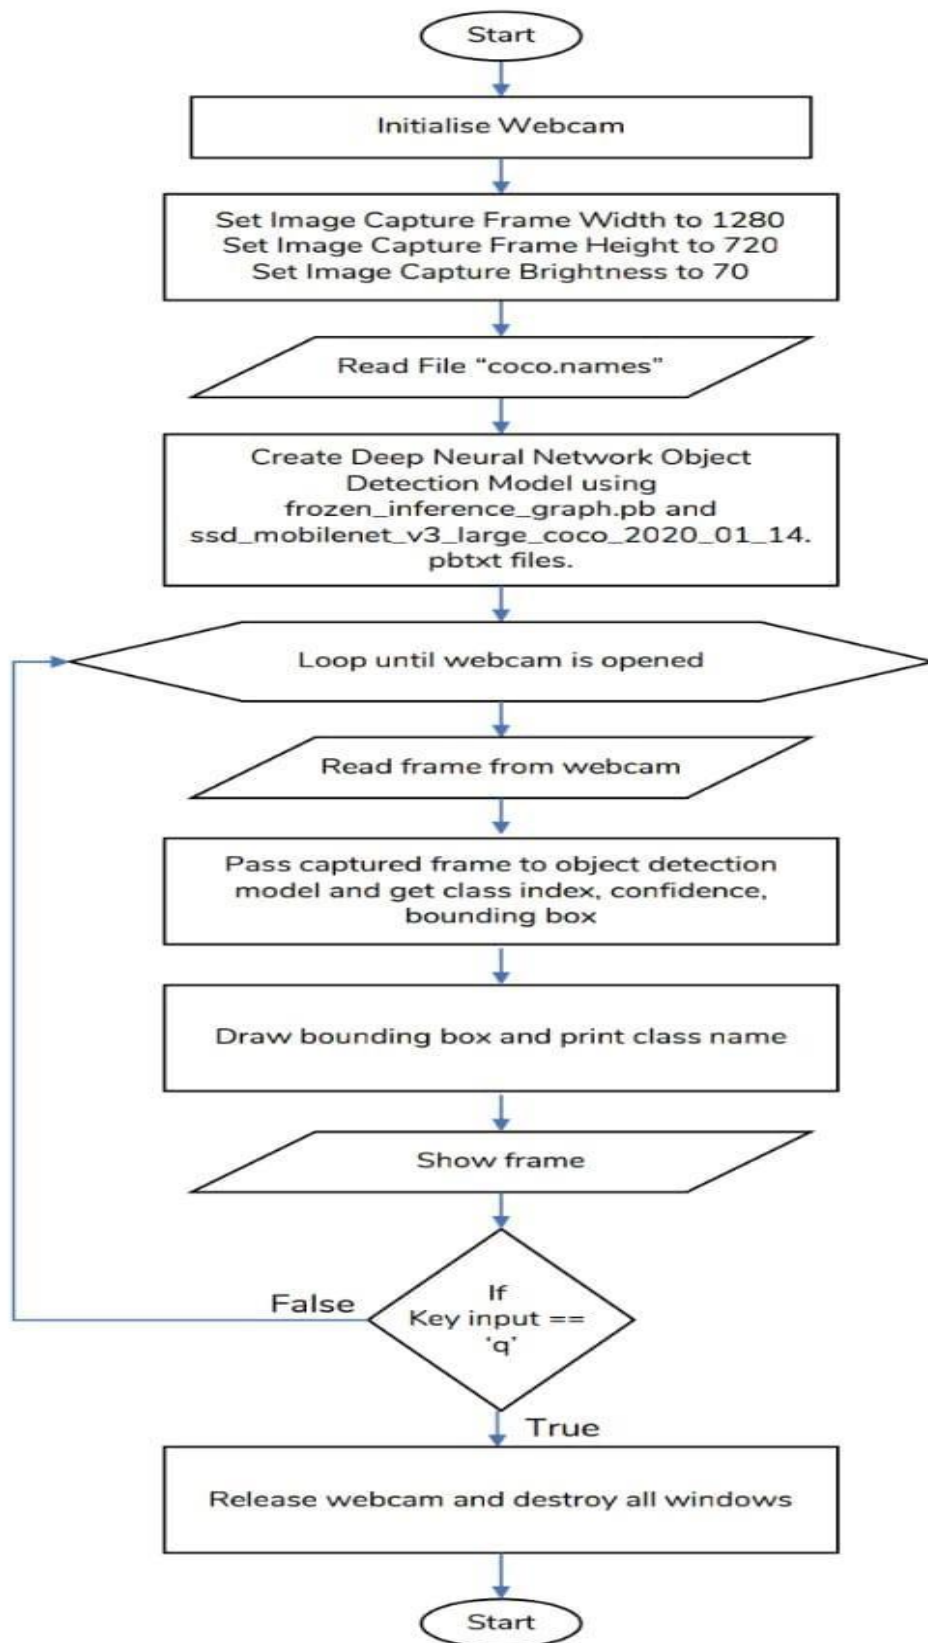 Start
Initialise Webcam
Set Image Capture Frame Width to 1280
Set Image Capture Frame Height to 720
Set Image Capture Brightness to 70
Read File “coco.names”
Create Deep Neural Network Object
Detection Model using
frozen_inference_graph.pb and
ssd_mobilenet_v3_large_coco_2020_01_14.
pbtxt files.
Loop until webcam is opened
Read frame from webcam
Pass captured frame to object detection
model and get class index, confidence,
bounding box
Draw bounding box and print class name
Show frame
If
Key input ==
‘q’
False
True
Release webcam and destroy all windows
Start